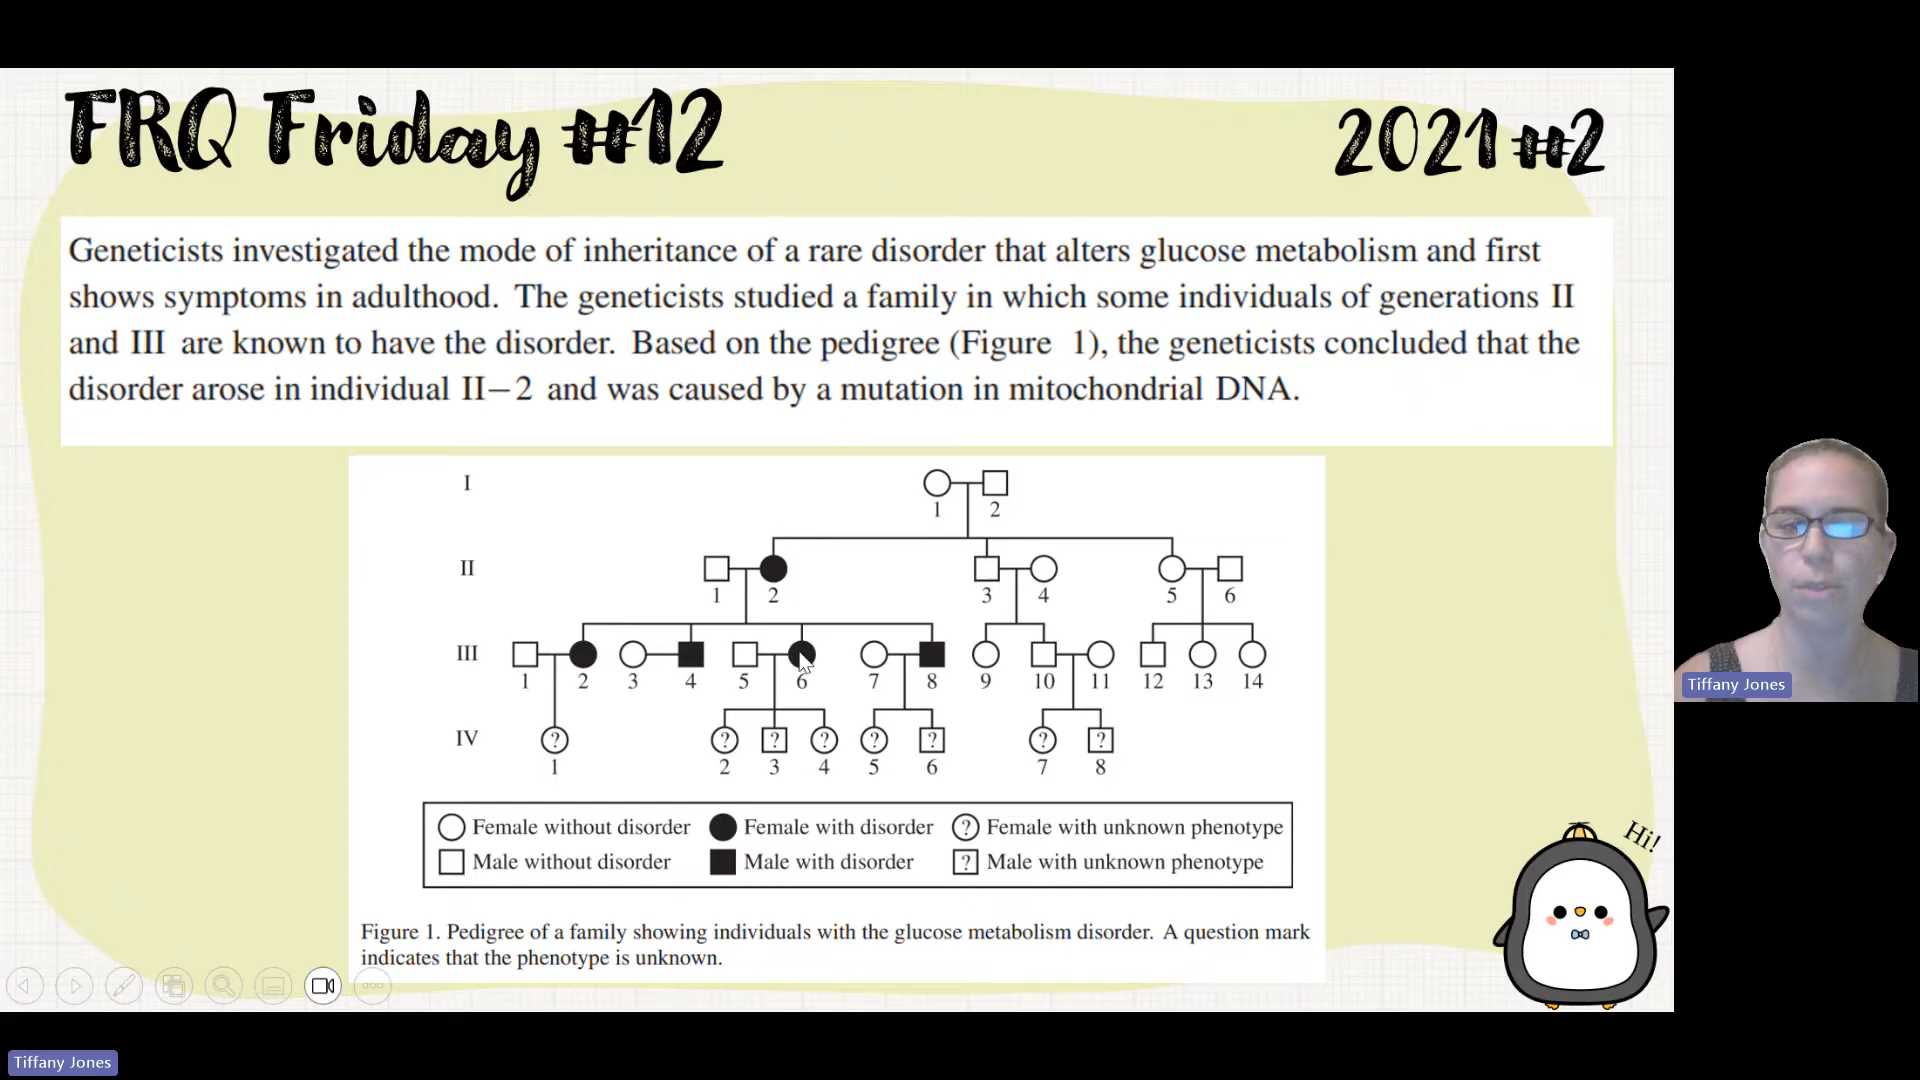 FRQ Friday #12
2021 #2
Geneticists investigated the mode of inheritance of a rare disorder that alters glucose metabolism and first
shows symptoms in adulthood. The geneticists studied a family in which some individuals of generations II
and III are known to have the disorder. Based on the pedigree (Figure 1), the geneticists concluded that the
disorder arose in individual II−2 and was caused by a mutation in mitochondrial DNA.
I
1 2
II
1 2 3 4 5 6
III
1 2 3 4 5 6 7 8 9 10 11 12 13 14
IV
? ? ? ? ? ? ? ?
1 2 3 4 5 6 7 8
Female without disorder Female with disorder ? Female with unknown phenotype
Male without disorder Male with disorder ? Male with unknown phenotype
Figure 1. Pedigree of a family showing individuals with the glucose metabolism disorder. A question mark
indicates that the phenotype is unknown.
Hi!
Tiffany Jones
Tiffany Jones